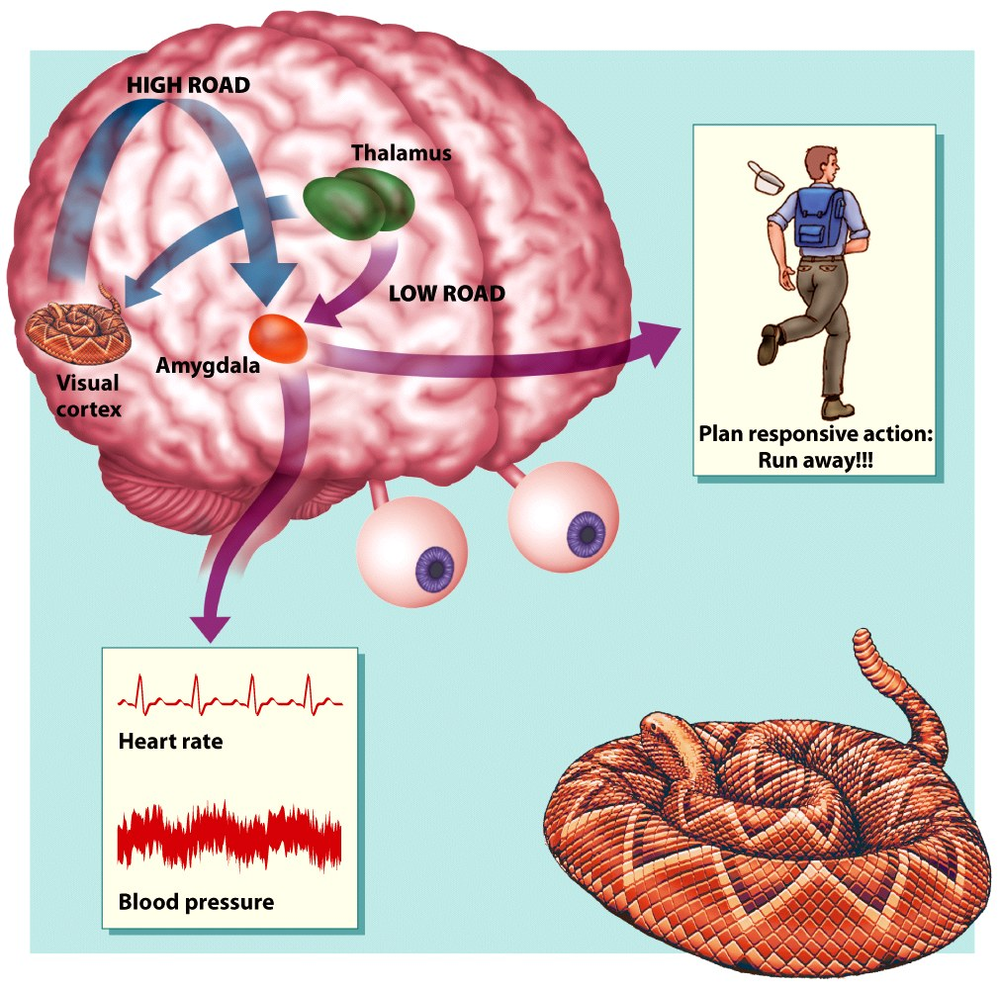 HIGH ROAD
Thalamus
LOW ROAD
Amygdala
Visual
cortex
Plan responsive action:
Run away!!!
Heart rate
Blood pressure